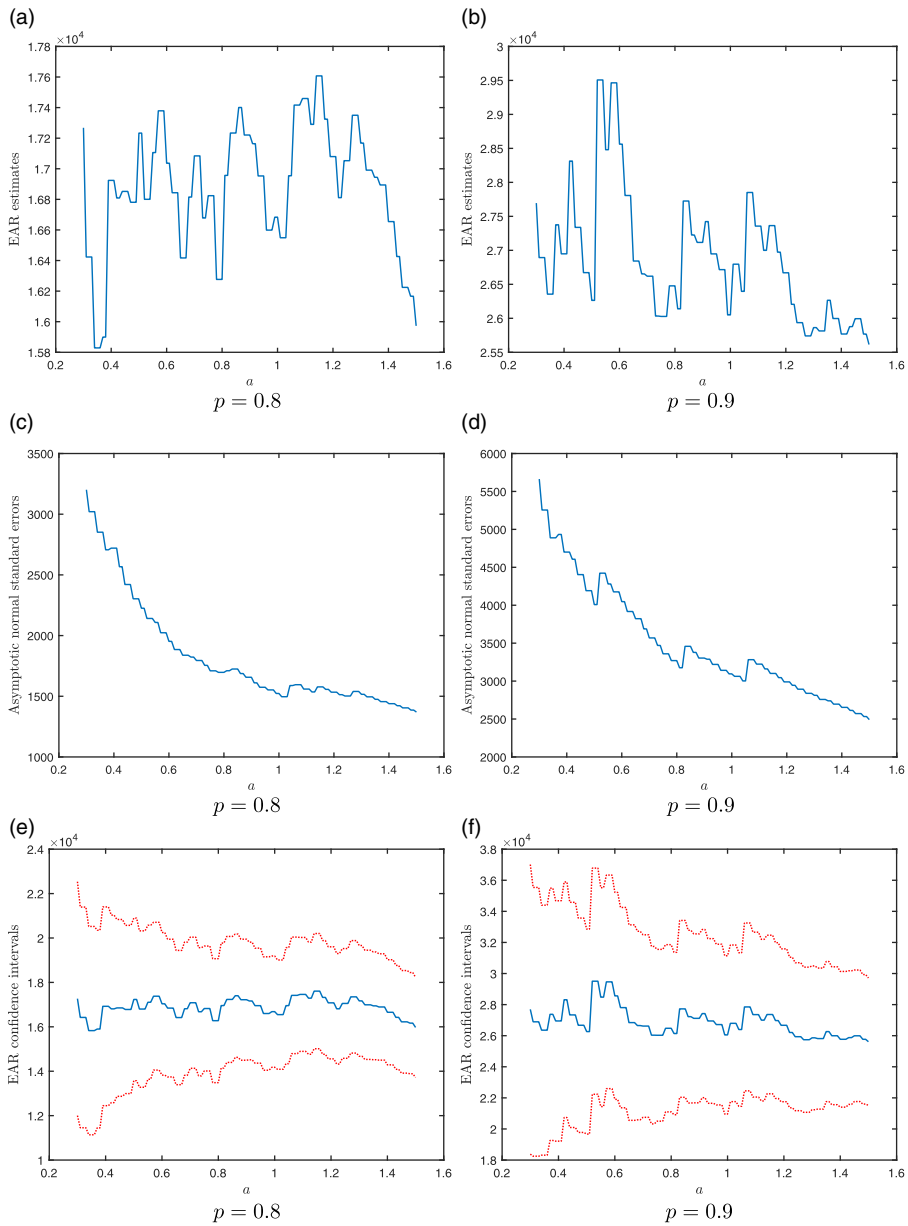 (a)
×10⁴
1.78
1.76
1.74
1.72
1.7
1.68
1.66
1.64
1.62
1.6
1.58
EAR estimates
0.2 0.4 0.6 0.8 1 1.2 1.4 1.6
a
p = 0.8
(b)
×10⁴
3
2.95
2.9
2.85
2.8
2.75
2.7
2.65
2.6
2.55
EAR estimates
0.2 0.4 0.6 0.8 1 1.2 1.4 1.6
a
p = 0.9
(c)
3500
3000
2500
2000
1500
1000
Asymptotic normal standard errors
0.2 0.4 0.6 0.8 1 1.2 1.4 1.6
a
p = 0.8
(d)
6000
5500
5000
4500
4000
3500
3000
2500
2000
Asymptotic normal standard errors
0.2 0.4 0.6 0.8 1 1.2 1.4 1.6
a
p = 0.9
(e)
×10⁴
2.4
2.2
2
1.8
1.6
1.4
1.2
1
EAR confidence intervals
0.2 0.4 0.6 0.8 1 1.2 1.4 1.6
a
p = 0.8
(f)
×10⁴
3.8
3.6
3.4
3.2
3
2.8
2.6
2.4
2.2
2
1.8
EAR confidence intervals
0.2 0.4 0.6 0.8 1 1.2 1.4 1.6
a
p = 0.9